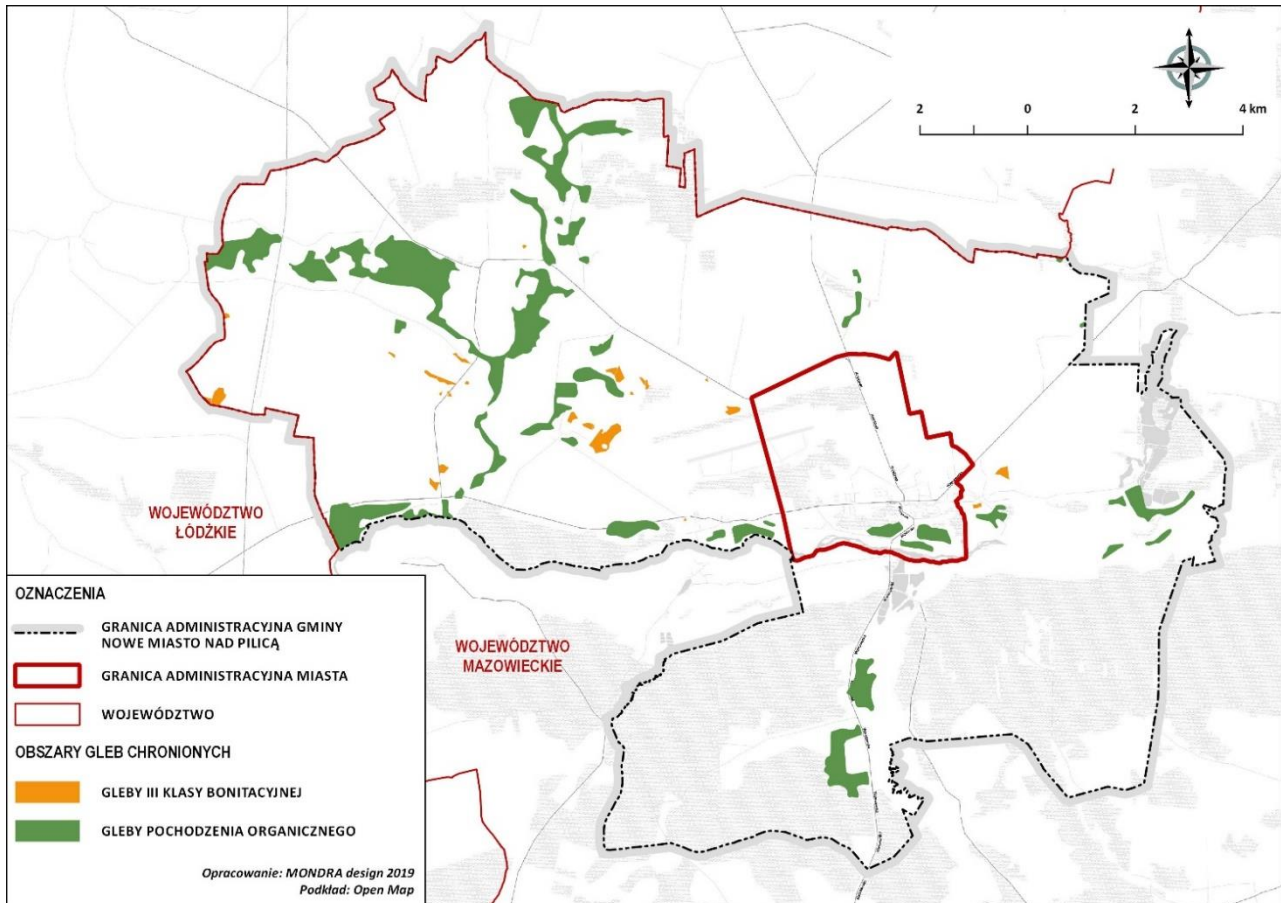 2 0 2 4 km
WOJEWÓDZTWO
ŁÓDZKIE
WOJEWÓDZTWO
MAZOWIECKIE
OZNACZENIA
GRANICA ADMINISTRACYJNA GMINY
NOWE MIASTO NAD PILICĄ
GRANICA ADMINISTRACYJNA MIASTA
WOJEWÓDZTWO
OBSZARY GLEB CHRONIONYCH
GLEBY III KLASY BONITACYJNEJ
GLEBY POCHODZENIA ORGANICZNEGO
Opracowanie: MONDRA design 2019
Podkład: Open Map